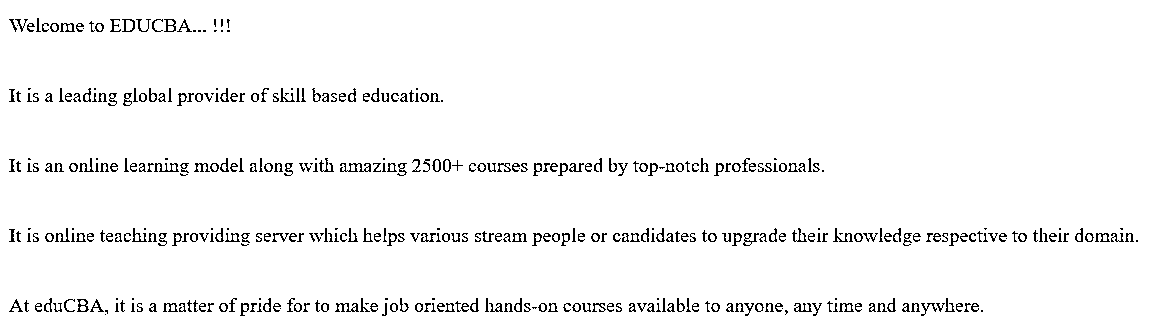 Welcome to EDUCBA... !!!
It is a leading global provider of skill based education.
It is an online learning model along with amazing 2500+ courses prepared by top-notch professionals.
It is online teaching providing server which helps various stream people or candidates to upgrade their knowledge respective to their domain.
At eduCBA, it is a matter of pride for to make job oriented hands-on courses available to anyone, any time and anywhere.